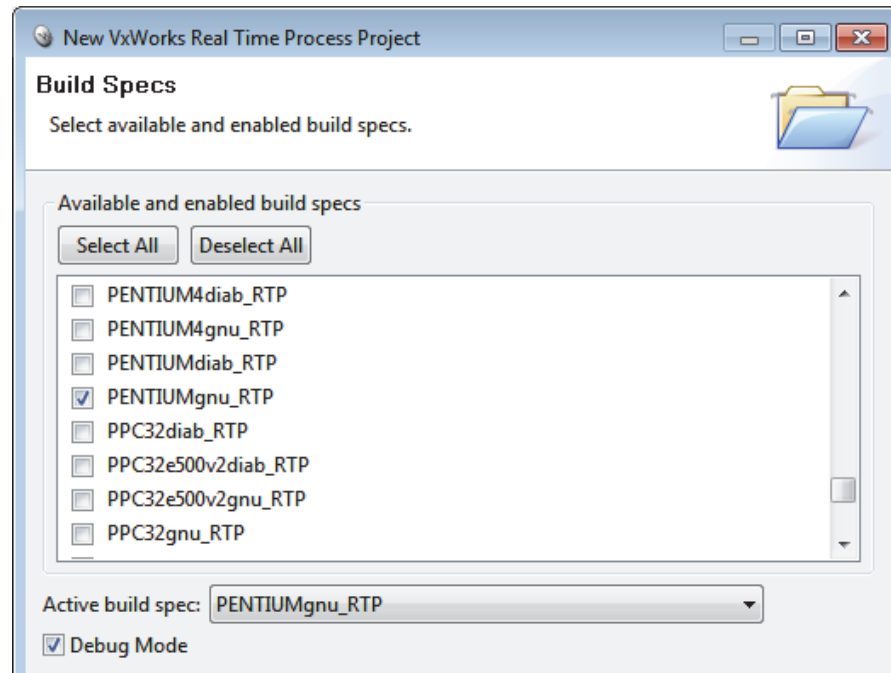 New VxWorks Real Time Process Project
Build Specs
Select available and enabled build specs.
Available and enabled build specs
Select All Deselect All
PENTIUM4diab_RTP
PENTIUM4gnu_RTP
PENTIUMdiab_RTP
PENTIUMgnu_RTP
PPC32diab_RTP
PPC32e500v2diab_RTP
PPC32e500v2gnu_RTP
PPC32gnu_RTP
Active build spec: PENTIUMgnu_RTP
Debug Mode